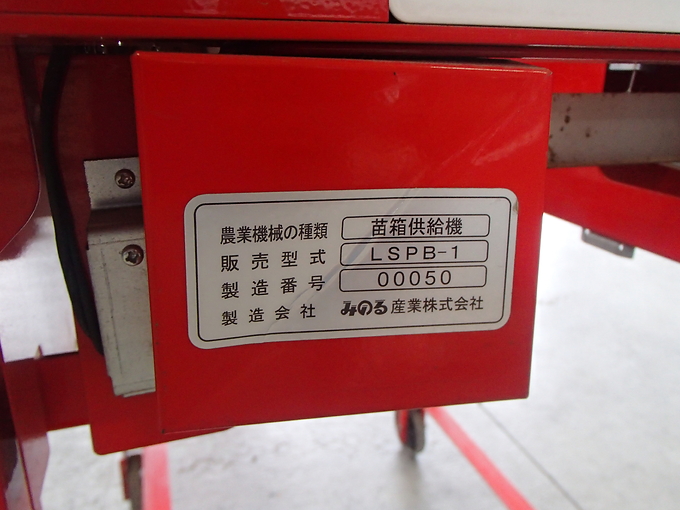 農業機械の種類 苗箱供給機
販売型式 LSPB-1
製造番号 00050
製造会社 みのる産業株式会社